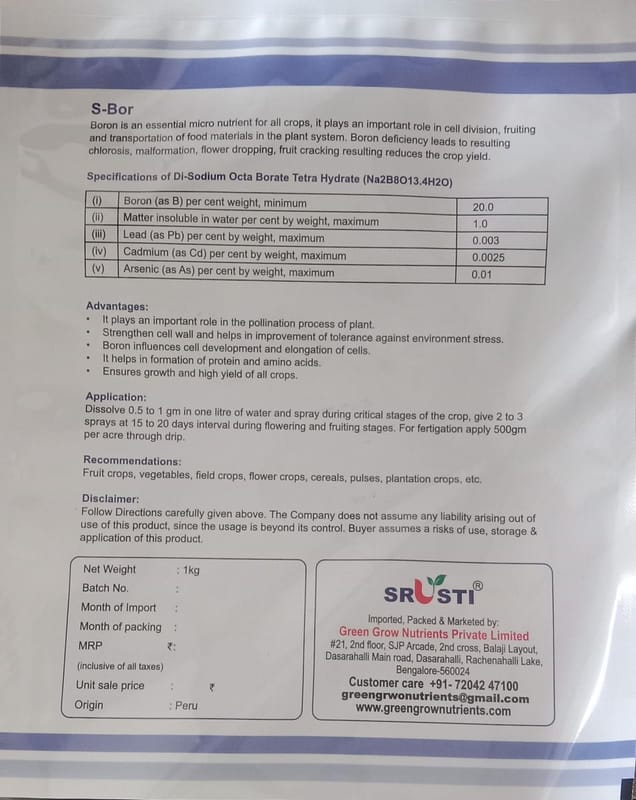 S-Bor
Boron is an essential micro nutrient for all crops, it plays an important role in cell division, fruiting
and transportation of food materials in the plant system. Boron deficiency leads to resulting
chlorosis, malformation, flower dropping, fruit cracking resulting reduces the crop yield.
Specifications of Di-Sodium Octa Borate Tetra Hydrate (Na2B8O13.4H2O)
(i) Boron (as B) per cent weight, minimum 20.0
(ii) Matter insoluble in water per cent by weight, maximum 1.0
(iii) Lead (as Pb) per cent by weight, maximum 0.003
(iv) Cadmium (as Cd) per cent by weight, maximum 0.0025
(v) Arsenic (as As) per cent by weight, maximum 0.01
Advantages:
• It plays an important role in the pollination process of plant.
• Strengthen cell wall and helps in improvement of tolerance against environment stress.
• Boron influences cell development and elongation of cells.
• It helps in formation of protein and amino acids.
• Ensures growth and high yield of all crops.
Application:
Dissolve 0.5 to 1 gm in one litre of water and spray during critical stages of the crop, give 2 to 3
sprays at 15 to 20 days interval during flowering and fruiting stages. For fertigation apply 500gm
per acre through drip.
Recommendations:
Fruit crops, vegetables, field crops, flower crops, cereals, pulses, plantation crops, etc.
Disclaimer:
Follow Directions carefully given above. The Company does not assume any liability arising out of
use of this product, since the usage is beyond its control. Buyer assumes a risks of use, storage &
application of this product.
Net Weight : 1kg
Batch No. :
Month of Import :
Month of packing :
MRP ₹:
(inclusive of all taxes)
Unit sale price : ₹
Origin : Peru
SRUSTI®
Imported, Packed & Marketed by:
Green Grow Nutrients Private Limited
#21, 2nd floor, SJP Arcade, 2nd cross, Balaji Layout,
Dasarahalli Main road, Dasarahalli, Rachenahalli Lake,
Bengalore-560024
Customer care +91- 72042 47100
greengrwonutrients@gmail.com
www.greengrownutrients.com